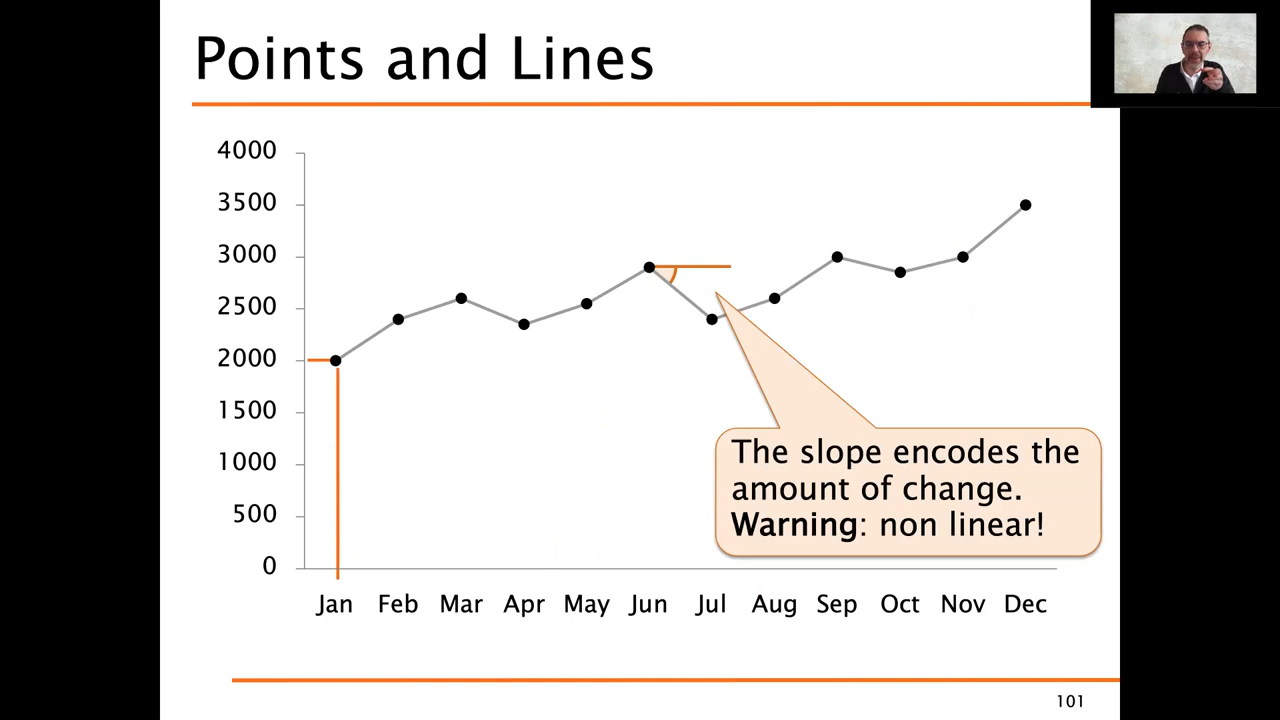 Points and Lines
4000
3500
3000
2500
2000
1500
1000
500
0
Jan Feb Mar Apr May Jun Jul Aug Sep Oct Nov Dec
The slope encodes the
amount of change.
Warning: non linear!
101